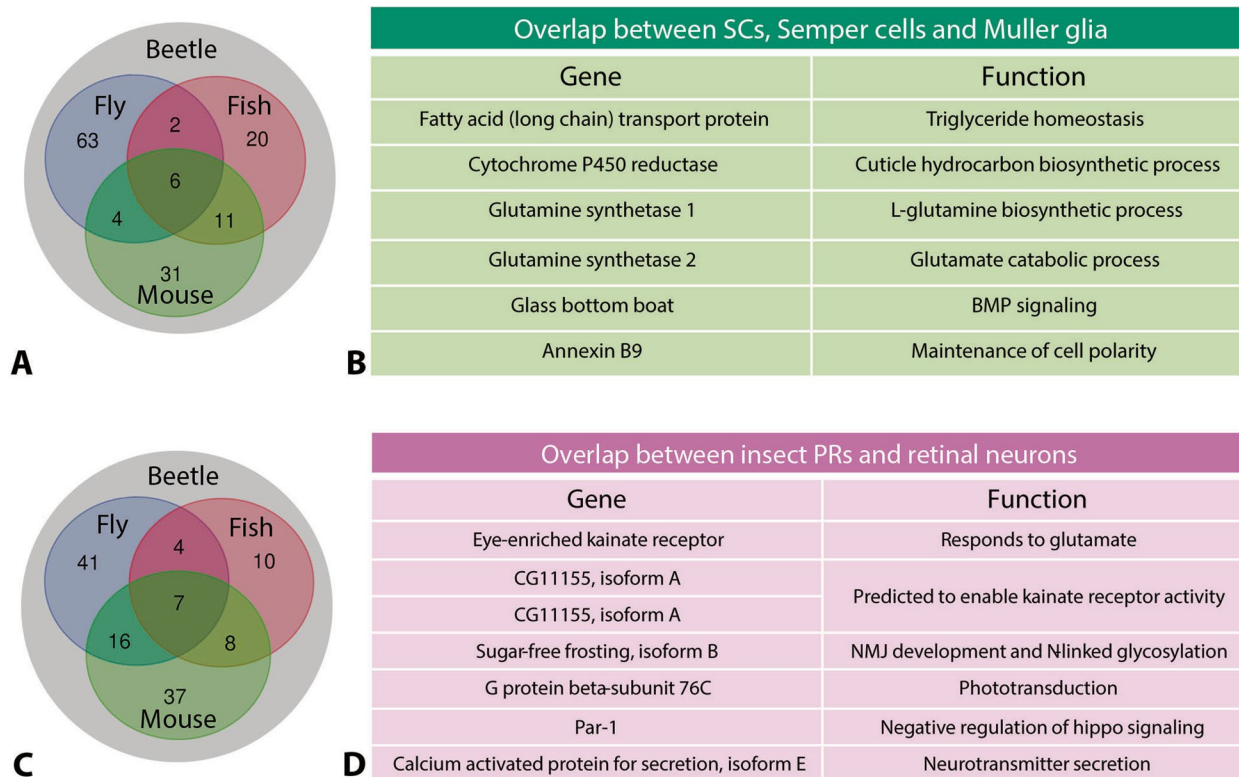 Beetle
Fly
Fish
63
2
20
6
4
11
31
Mouse
A
Overlap between SCs, Semper cells and Muller glia
Gene Function
Fatty acid (long chain) transport protein Triglyceride homeostasis
Cytochrome P450 reductase Cuticle hydrocarbon biosynthetic process
Glutamine synthetase 1 L-glutamine biosynthetic process
Glutamine synthetase 2 Glutamate catabolic process
Glass bottom boat BMP signaling
Annexin B9 Maintenance of cell polarity
B
Beetle
Fly
Fish
41
4
10
7
16
8
37
Mouse
C
Overlap between insect PRs and retinal neurons
Gene Function
Eye-enriched kainate receptor Responds to glutamate
CG11155, isoform A
Predicted to enable kainate receptor activity
CG11155, isoform A
Sugar-free frosting, isoform B NMJ development and N-linked glycosylation
G protein beta-subunit 76C Phototransduction
Par-1 Negative regulation of hippo signaling
Calcium activated protein for secretion, isoform E Neurotransmitter secretion
D